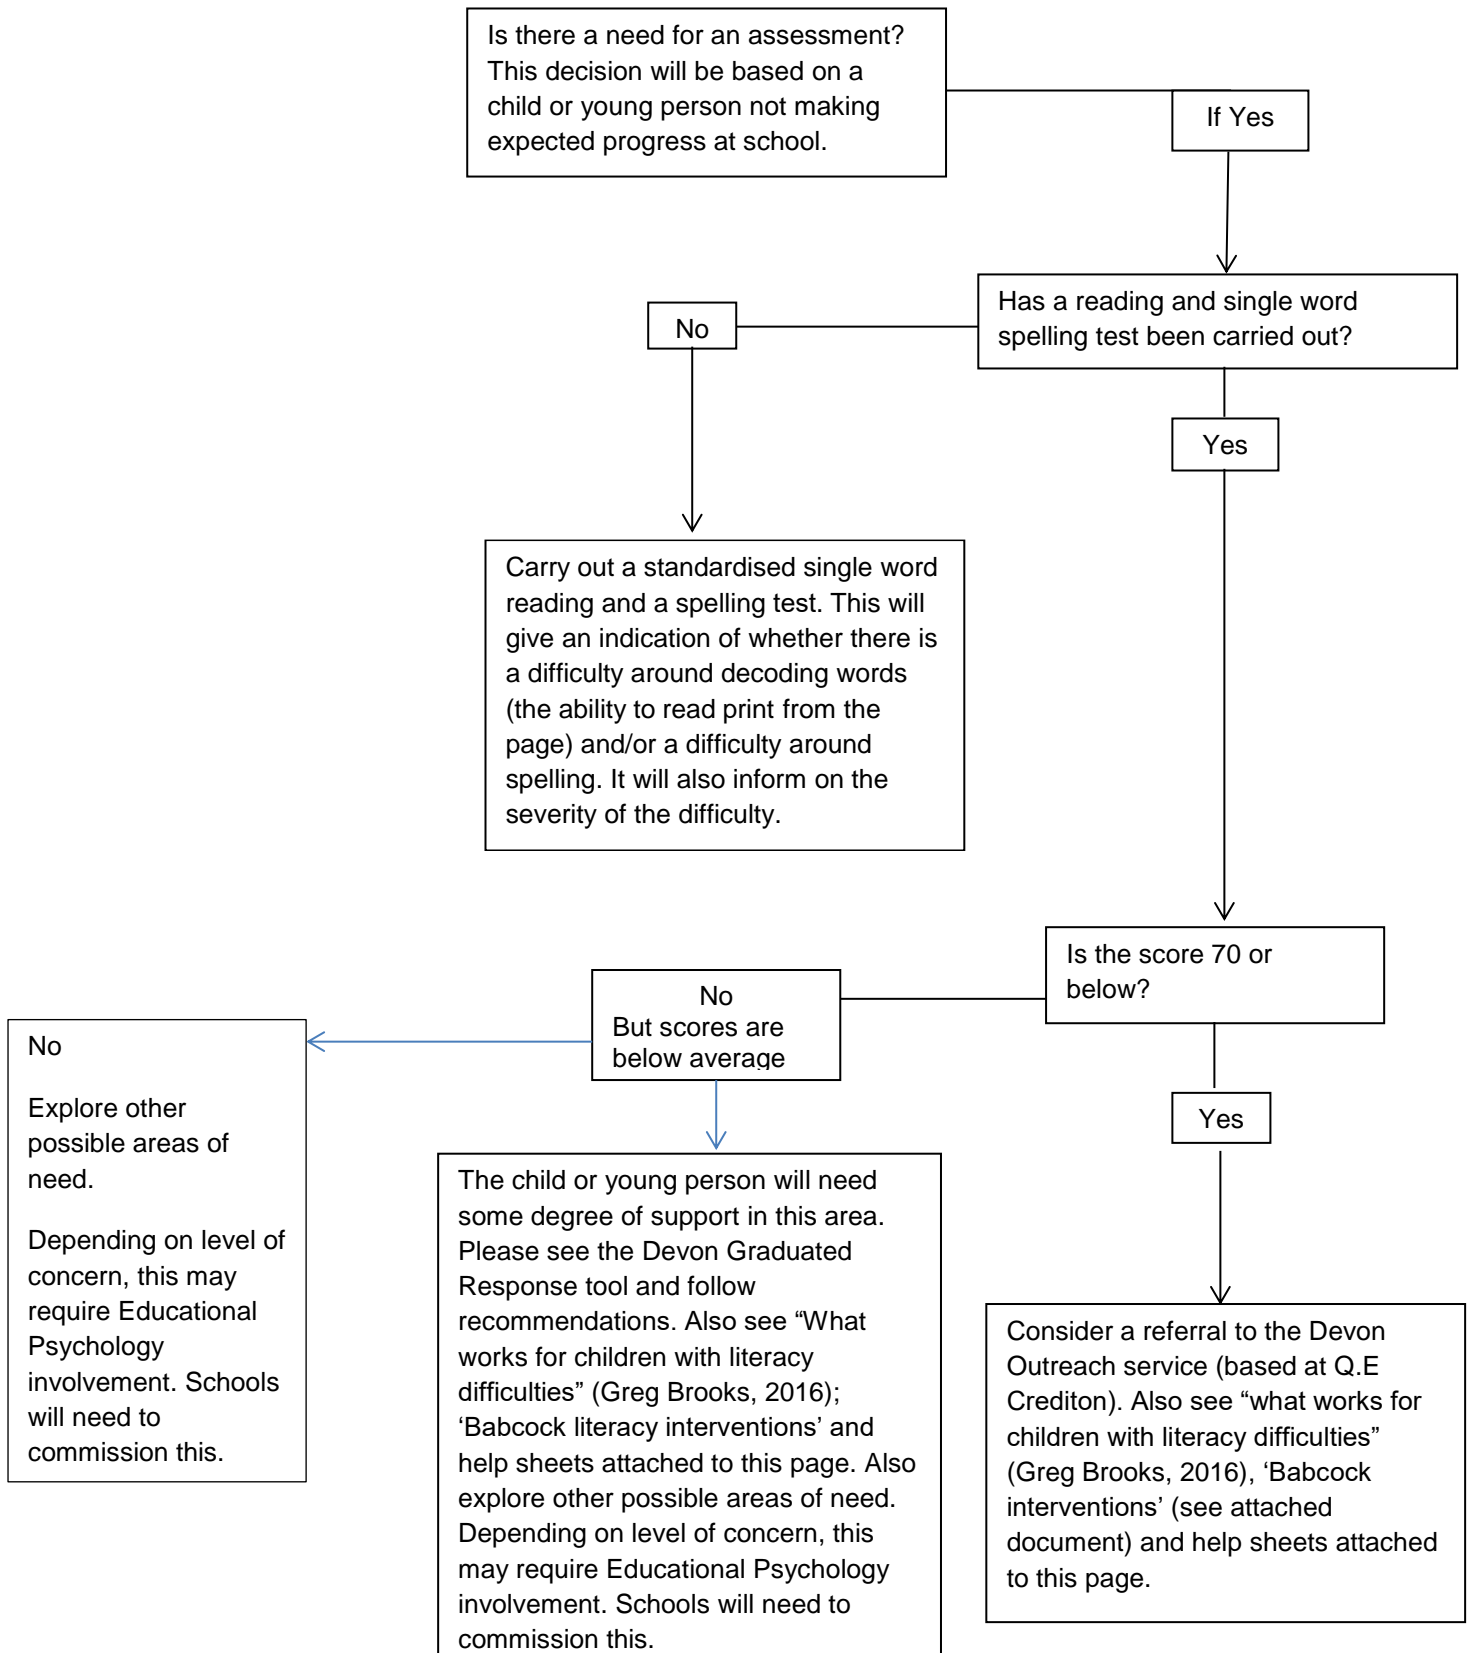 Is there a need for an assessment?
This decision will be based on a
child or young person not making
expected progress at school.
If Yes
Has a reading and single word
spelling test been carried out?
No
Yes
Carry out a standardised single word
reading and a spelling test. This will
give an indication of whether there is
a difficulty around decoding words
(the ability to read print from the
page) and/or a difficulty around
spelling. It will also inform on the
severity of the difficulty.
Is the score 70 or
below?
No
But scores are
below average
No
Explore other
possible areas of
need.
Depending on level of
concern, this may
require Educational
Psychology
involvement. Schools
will need to
commission this.
Yes
The child or young person will need
some degree of support in this area.
Please see the Devon Graduated
Response tool and follow
recommendations. Also see “What
works for children with literacy
difficulties” (Greg Brooks, 2016);
‘Babcock literacy interventions’ and
help sheets attached to this page. Also
explore other possible areas of need.
Depending on level of concern, this
may require Educational Psychology
involvement. Schools will need to
commission this.
Consider a referral to the Devon
Outreach service (based at Q.E
Crediton). Also see “what works for
children with literacy difficulties”
(Greg Brooks, 2016), ‘Babcock
interventions’ (see attached
document) and help sheets attached
to this page.